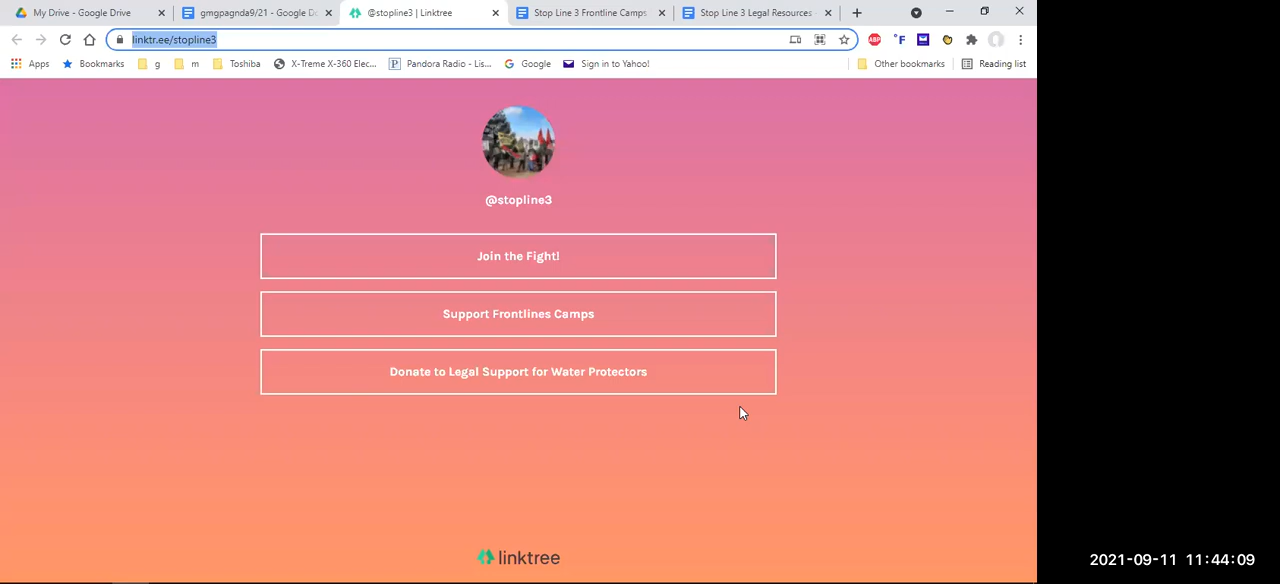 My Drive - Google Drive
gmgpagnda9/21 - Google Do
@stopline3 | Linktree
Stop Line 3 Frontline Camps
Stop Line 3 Legal Resources
linktr.ee/stopline3
ABP
°F
Apps
Bookmarks
g
m
Toshiba
X-Treme X-360 Elec...
P
Pandora Radio - Lis...
G
Google
Sign in to Yahoo!
Other bookmarks
Reading list
@stopline3
Join the Fight!
Support Frontlines Camps
Donate to Legal Support for Water Protectors
linktree
2021-09-11 11:44:09